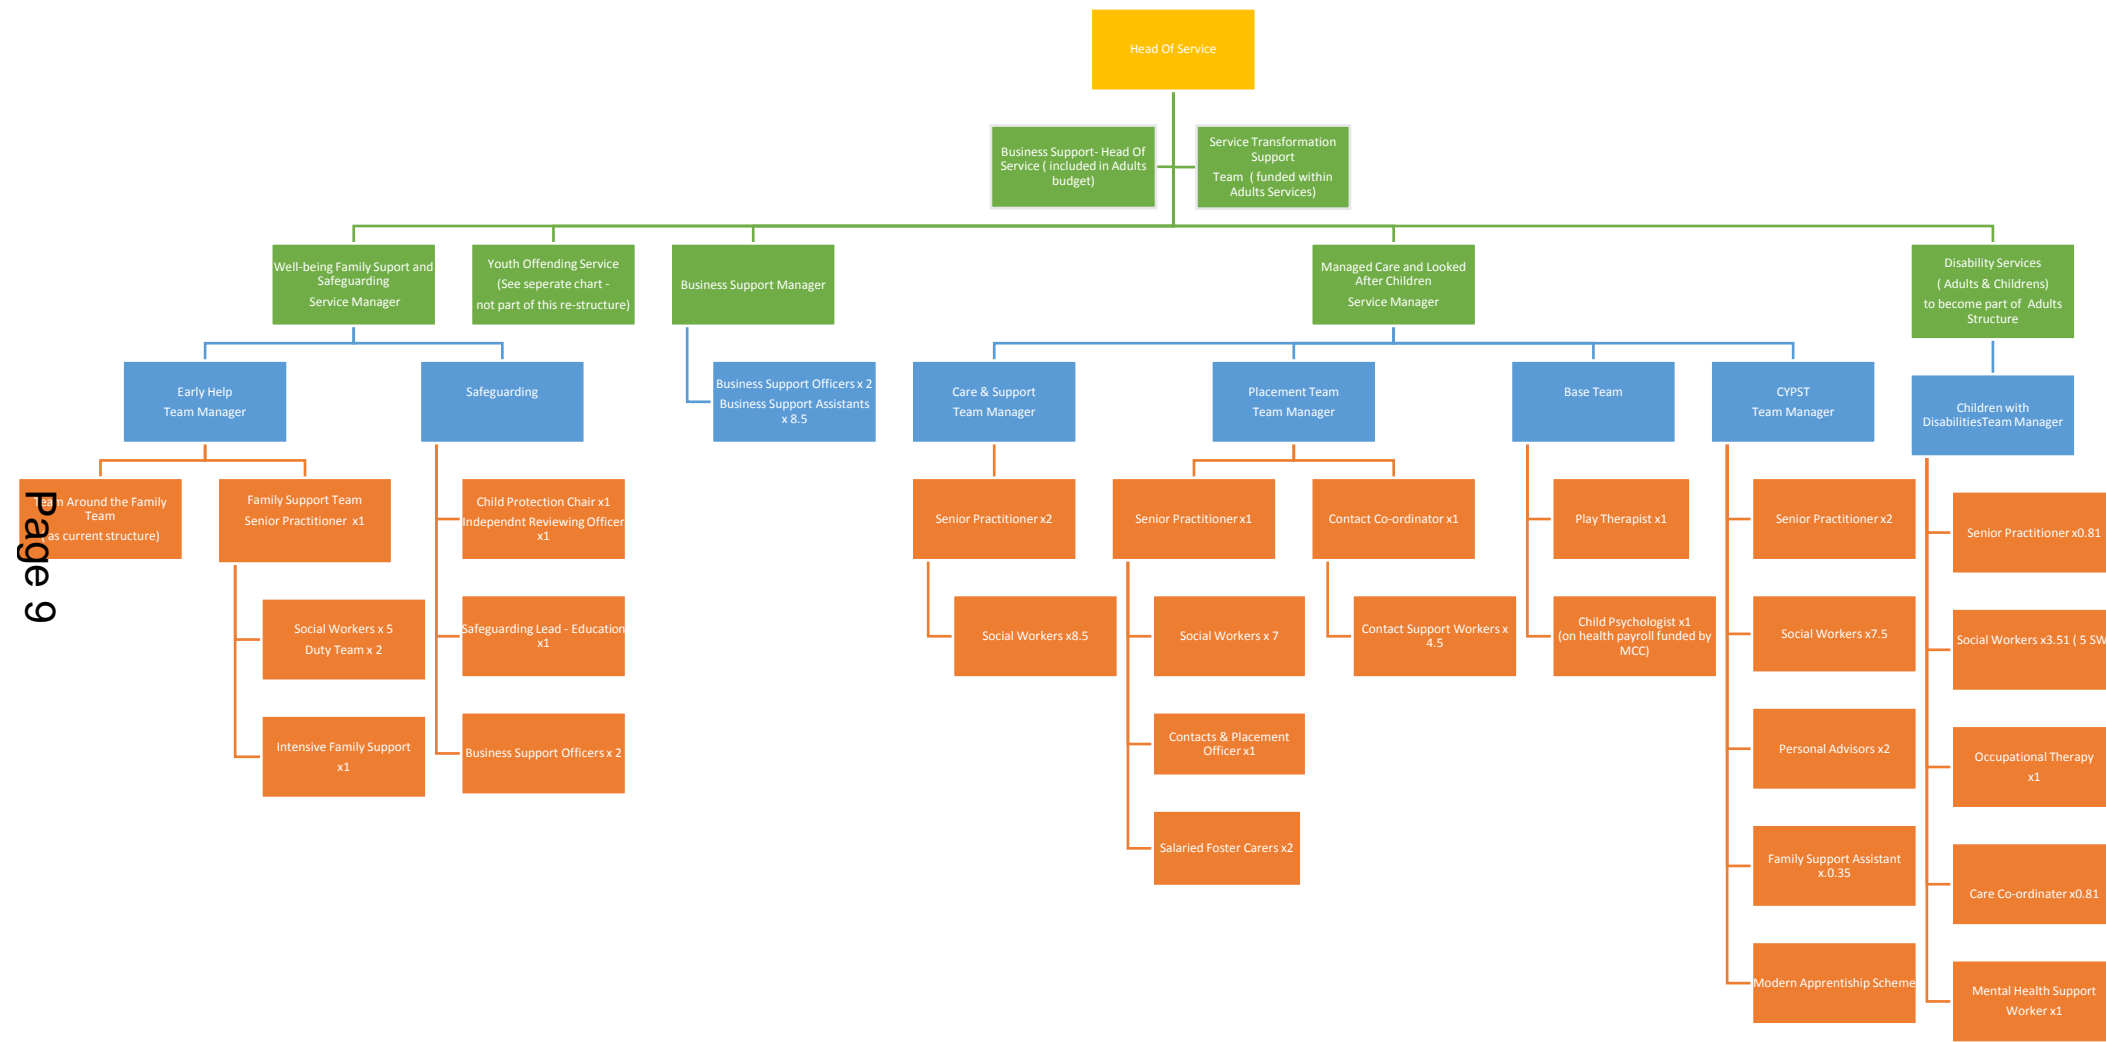 Head Of Service
Business Support- Head Of
Service ( included in Adults
budget)
Service Transformation
Support
Team ( funded within
Adults Services)
Well-being Family Suport and
Safeguarding
Service Manager
Youth Offending Service
(See seperate chart -
not part of this re-structure)
Business Support Manager
Managed Care and Looked
After Children
Service Manager
Disability Services
( Adults & Childrens)
to become part of Adults
Structure
Early Help
Team Manager
Safeguarding
Business Support Officers x 2
Business Support Assistants
x 8.5
Care & Support
Team Manager
Placement Team
Team Manager
Base Team
CYPST
Team Manager
Children with
DisabilitiesTeam Manager
Team Around the Family
Team
( as current structure)
Family Support Team
Senior Practitioner x1
Social Workers x 5
Duty Team x 2
Intensive Family Support
x1
Child Protection Chair x1
Independnt Reviewing Officer
x1
Safeguarding Lead - Education
x1
Business Support Officers x 2
Senior Practitioner x2
Social Workers x8.5
Senior Practitioner x1
Social Workers x 7
Contacts & Placement
Officer x1
Salaried Foster Carers x2
Contact Co-ordinator x1
Contact Support Workers x
4.5
Play Therapist x1
Child Psychologist x1
(on health payroll funded by
MCC)
Senior Practitioner x2
Social Workers x7.5
Personal Advisors x2
Family Support Assistant
x.0.35
Modern Apprentiship Scheme
Senior Practitioner x0.81
Social Workers x3.51 ( 5 SW
Occupational Therapy
x1
Care Co-ordinater x0.81
Mental Health Support
Worker x1
Page 9